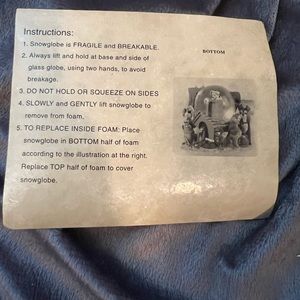 Instructions:
1. Snowglobe is FRAGILE and BREAKABLE.
2. Always lift and hold at base and side of
glass globe, using two hands, to avoid
breakage.
3. DO NOT HOLD OR SQUEEZE ON SIDES
4. SLOWLY and GENTLY lift snowglobe to
remove from foam.
5. TO REPLACE INSIDE FOAM: Place
snowglobe in BOTTOM half of foam
according to the illustration at the right.
Replace TOP half of foam to cover
snowglobe.
BOTTOM